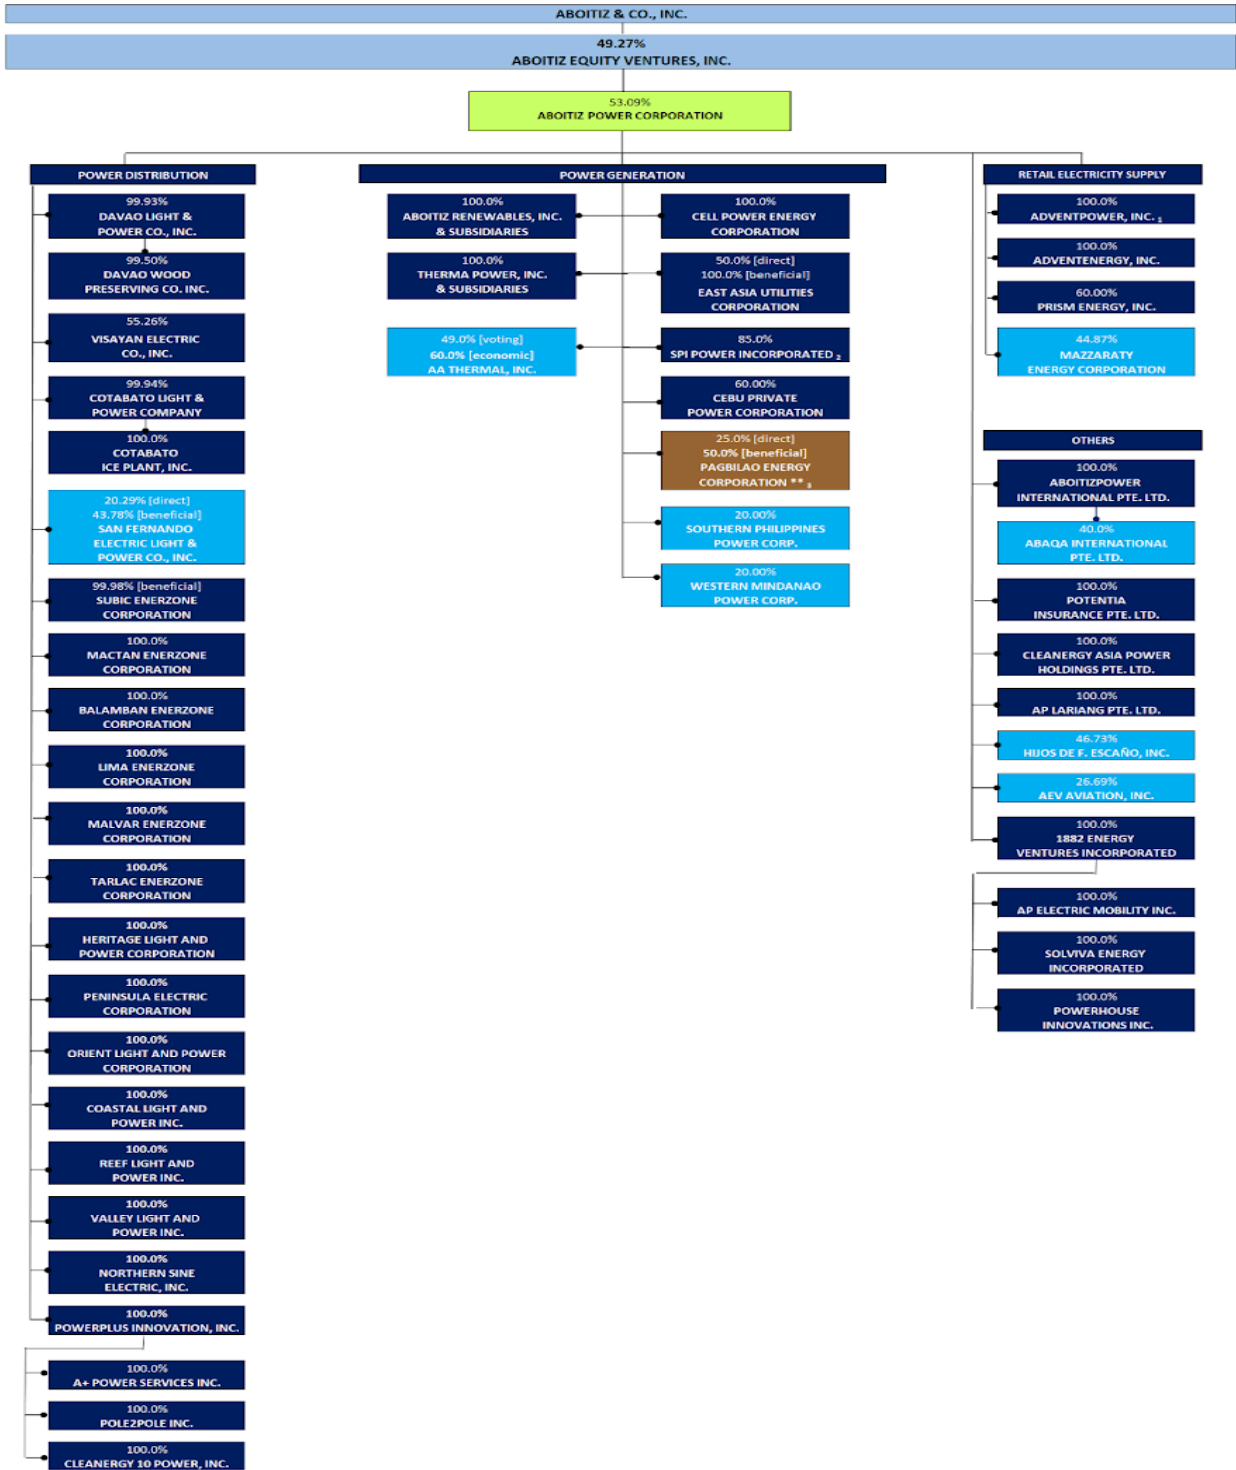 ABOITIZ & CO., INC.
49.27%
ABOITIZ EQUITY VENTURES, INC.
53.09%
ABOITIZ POWER CORPORATION
POWER DISTRIBUTION
99.93%
DAVAO LIGHT &
POWER CO., INC.
99.50%
DAVAO WOOD
PRESERVING CO. INC.
55.26%
VISAYAN ELECTRIC
CO., INC.
99.94%
COTABATO LIGHT &
POWER COMPANY
100.0%
COTABATO
ICE PLANT, INC.
20.29% [direct]
43.78% [beneficial]
SAN FERNANDO
ELECTRIC LIGHT &
POWER CO., INC.
99.98% [beneficial]
SUBIC ENERZONE
CORPORATION
100.0%
MACTAN ENERZONE
CORPORATION
100.0%
BALAMBAN ENERZONE
CORPORATION
100.0%
LIMA ENERZONE
CORPORATION
100.0%
MALVAR ENERZONE
CORPORATION
100.0%
TARLAC ENERZONE
CORPORATION
100.0%
HERITAGE LIGHT AND
POWER CORPORATION
100.0%
PENINSULA ELECTRIC
CORPORATION
100.0%
ORIENT LIGHT AND POWER
CORPORATION
100.0%
COASTAL LIGHT AND
POWER INC.
100.0%
REEF LIGHT AND
POWER INC.
100.0%
VALLEY LIGHT AND
POWER INC.
100.0%
NORTHERN SINE
ELECTRIC, INC.
100.0%
POWERPLUS INNOVATION, INC.
100.0%
A+ POWER SERVICES INC.
100.0%
POLE2POLE INC.
100.0%
CLEANERGY 10 POWER, INC.
POWER GENERATION
100.0%
ABOITIZ RENEWABLES, INC.
& SUBSIDIARIES
100.0%
THERMA POWER, INC.
& SUBSIDIARIES
49.0% [voting]
60.0% [economic]
AA THERMAL, INC.
100.0%
CELL POWER ENERGY
CORPORATION
50.0% [direct]
100.0% [beneficial]
EAST ASIA UTILITIES
CORPORATION
85.0%
SPI POWER INCORPORATED 2
60.00%
CEBU PRIVATE
POWER CORPORATION
25.0% [direct]
50.0% [beneficial]
PAGBILAO ENERGY
CORPORATION ** 3
20.00%
SOUTHERN PHILIPPINES
POWER CORP.
20.00%
WESTERN MINDANAO
POWER CORP.
RETAIL ELECTRICITY SUPPLY
100.0%
ADVENTPOWER, INC. 1
100.0%
ADVENTENERGY, INC.
60.00%
PRISM ENERGY, INC.
44.87%
MAZZARATY
ENERGY CORPORATION
OTHERS
100.0%
ABOITIZPOWER
INTERNATIONAL PTE. LTD.
40.0%
ABAQA INTERNATIONAL
PTE. LTD.
100.0%
POTENTIA
INSURANCE PTE. LTD.
100.0%
CLEANERGY ASIA POWER
HOLDINGS PTE. LTD.
100.0%
AP LARIANG PTE. LTD.
46.73%
HIJOS DE F. ESCAÑO, INC.
26.69%
AEV AVIATION, INC.
100.0%
1882 ENERGY
VENTURES INCORPORATED
100.0%
AP ELECTRIC MOBILITY INC.
100.0%
SOLVIVA ENERGY
INCORPORATED
100.0%
POWERHOUSE
INNOVATIONS INC.